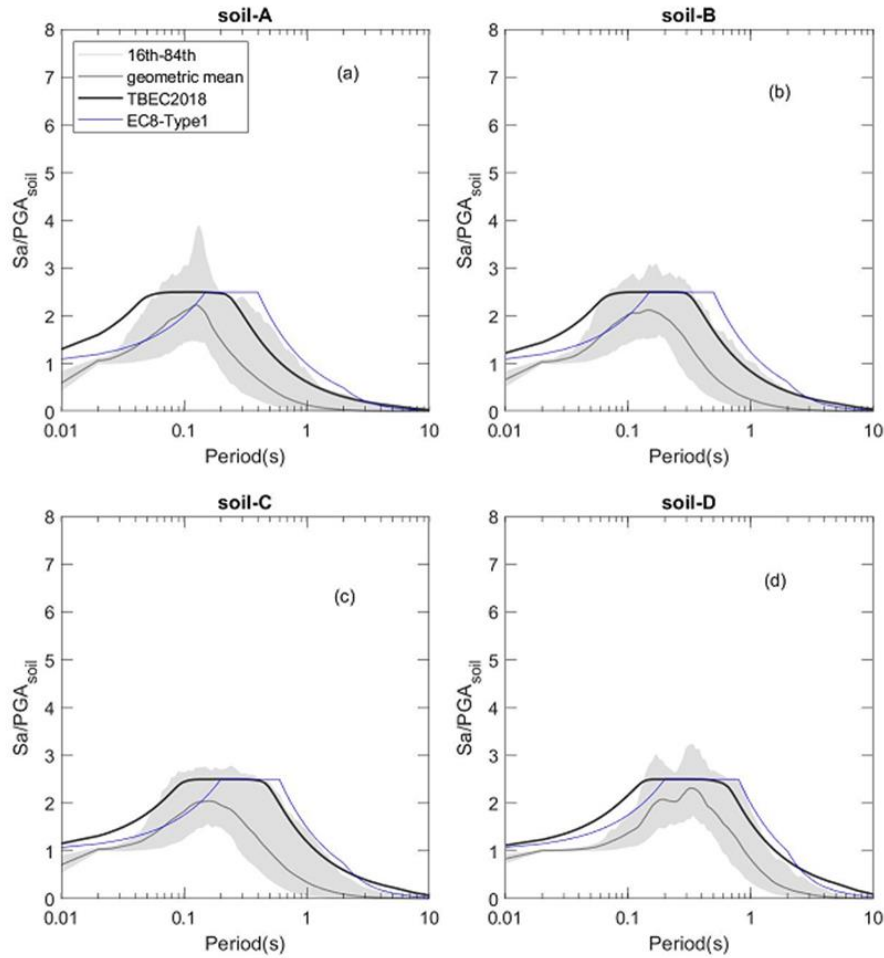 soil-A
8
7
6
5
4
3
2
1
0
Sa/PGAsoil
16th-84th
geometric mean
TBEC2018
EC8-Type1
(a)
0.01 0.1 1 10
Period(s)
soil-B
8
7
6
5
4
3
2
1
0
Sa/PGAsoil
(b)
0.01 0.1 1 10
Period(s)
soil-C
8
7
6
5
4
3
2
1
0
Sa/PGAsoil
(c)
0.01 0.1 1 10
Period(s)
soil-D
8
7
6
5
4
3
2
1
0
Sa/PGAsoil
(d)
0.01 0.1 1 10
Period(s)